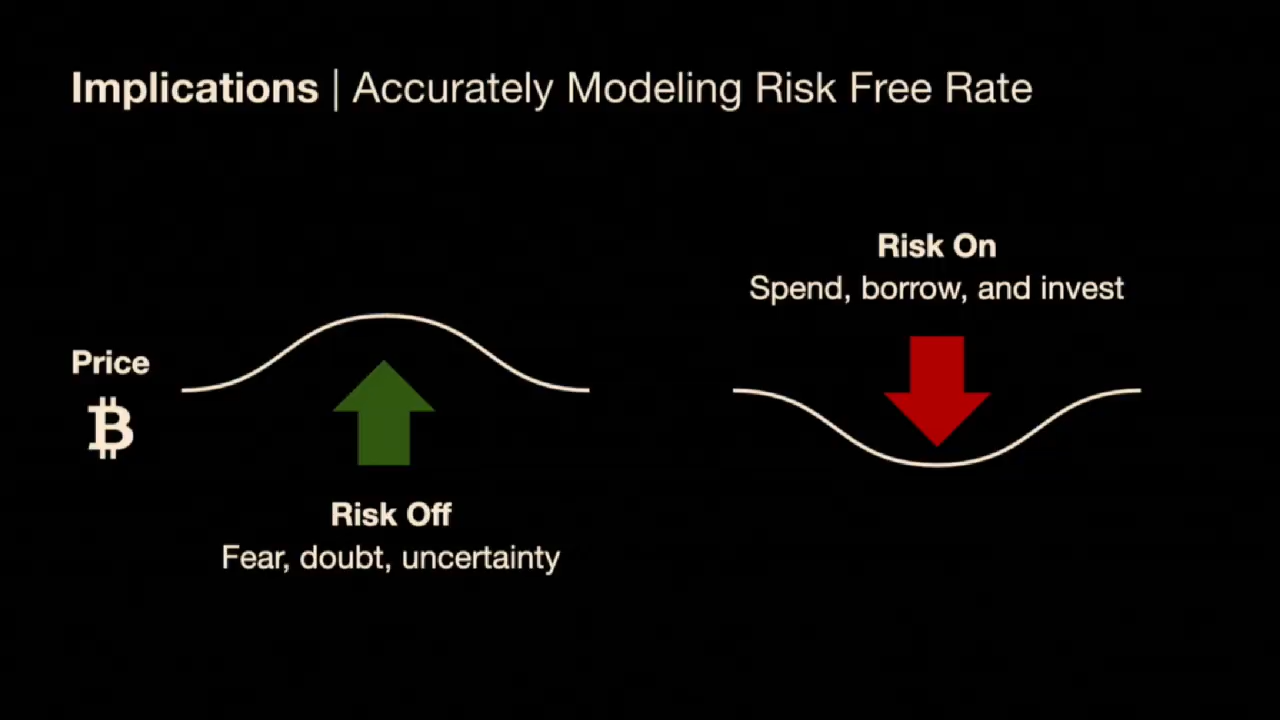 Implications | Accurately Modeling Risk Free Rate
Risk On
Spend, borrow, and invest
Price
₿
Risk Off
Fear, doubt, uncertainty